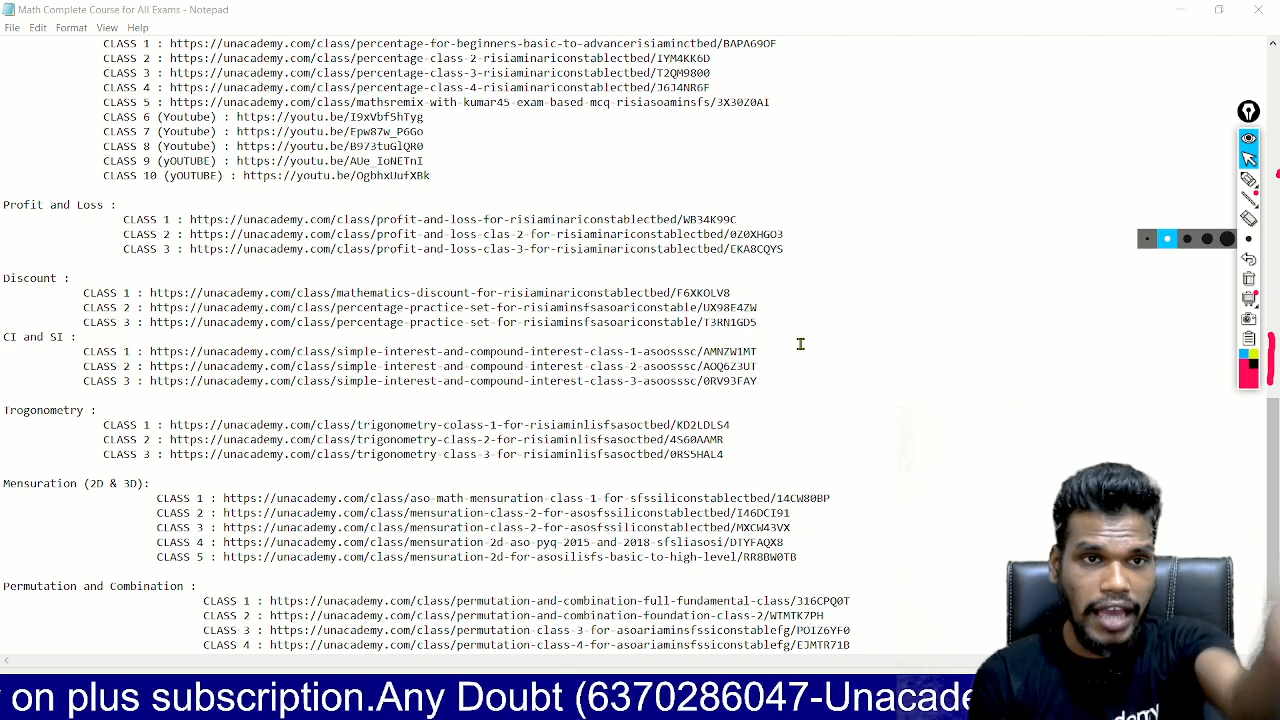 Math Complete Course for All Exams - Notepad
File Edit Format View Help
CLASS 1 : https://unacademy.com/class/percentage-for-beginners-basic-to-advancerisiaminctbed/BAPA69OF
CLASS 2 : https://unacademy.com/class/percentage-class-2-risiaminariconstablectbed/IYM4KK6D
CLASS 3 : https://unacademy.com/class/percentage-class-3-risiaminariconstablectbed/T2QM9800
CLASS 4 : https://unacademy.com/class/percentage-class-4-risiaminariconstablectbed/J6J4NR6F
CLASS 5 : https://unacademy.com/class/mathsremix-with-kumar45-exam-based-mcq-risiasoaminsfs/3X30Z0AI
CLASS 6 (Youtube) : https://youtu.be/I9xVbf5hTyg
CLASS 7 (Youtube) : https://youtu.be/Epw87w_P6Go
CLASS 8 (Youtube) : https://youtu.be/B973tuGlQR0
CLASS 9 (yOUTUBE) : https://youtu.be/AUe_IoNETnI
CLASS 10 (yOUTUBE) : https://youtu.be/OgbhxUufXBk
Profit and Loss :
CLASS 1 : https://unacademy.com/class/profit-and-loss-for-risiaminariconstablectbed/WB34K99C
CLASS 2 : https://unacademy.com/class/profit-and-loss-clas-2-for-risiaminariconstablectbed/0Z0XHGO3
CLASS 3 : https://unacademy.com/class/profit-and-loss-clas-3-for-risiaminariconstablectbed/EKA8CQYS
Discount :
CLASS 1 : https://unacademy.com/class/mathematics-discount-for-risiaminariconstablectbed/F6XKOLV8
CLASS 2 : https://unacademy.com/class/percentage-practice-set-for-risiaminsfsasoariconstable/UX98E4ZW
CLASS 3 : https://unacademy.com/class/percentage-practice-set-for-risiaminsfsasoariconstable/T3RN1GD5
CI and SI :
CLASS 1 : https://unacademy.com/class/simple-interest-and-compound-interest-class-1-asoosssc/AMNZW1MT
CLASS 2 : https://unacademy.com/class/simple-interest-and-compound-interest-class-2-asoosssc/AOQ6Z3UT
CLASS 3 : https://unacademy.com/class/simple-interest-and-compound-interest-class-3-asoosssc/0RV93FAY
Trogonometry :
CLASS 1 : https://unacademy.com/class/trigonometry-colass-1-for-risiaminlisfsasoctbed/KD2LDLS4
CLASS 2 : https://unacademy.com/class/trigonometry-class-2-for-risiaminlisfsasoctbed/4S60AAMR
CLASS 3 : https://unacademy.com/class/trigonometry-class-3-for-risiaminlisfsasoctbed/0RS5HAL4
Mensuration (2D & 3D):
CLASS 1 : https://unacademy.com/class/aso-math-mensuration-class-1-for-sfssiliconstablectbed/14CW80BP
CLASS 2 : https://unacademy.com/class/mensuration-class-2-for-asosfssiliconstablectbed/I46DCI91
CLASS 3 : https://unacademy.com/class/mensuration-class-2-for-asosfssiliconstablectbed/MXCW43VX
CLASS 4 : https://unacademy.com/class/mensuration-2d-aso-pyq-2015-and-2018-sfsliasosi/DTYFAQX8
CLASS 5 : https://unacademy.com/class/mensuration-2d-for-asosilisfs-basic-to-high-level/RR8BW0TB
Permutation and Combination :
CLASS 1 : https://unacademy.com/class/permutation-and-combination-full-fundamental-class/316CPQ0T
CLASS 2 : https://unacademy.com/class/permutation-and-combination-foundation-class-2/WTMTK7PH
CLASS 3 : https://unacademy.com/class/permutation-class-3-for-asoariaminsfssiconstablefg/POIZ6YF0
CLASS 4 : https://unacademy.com/class/permutation-class-4-for-asoariaminsfssiconstablefg/EJMTR71B
y on plus subscription.Any Doubt (6370286047-Unacade